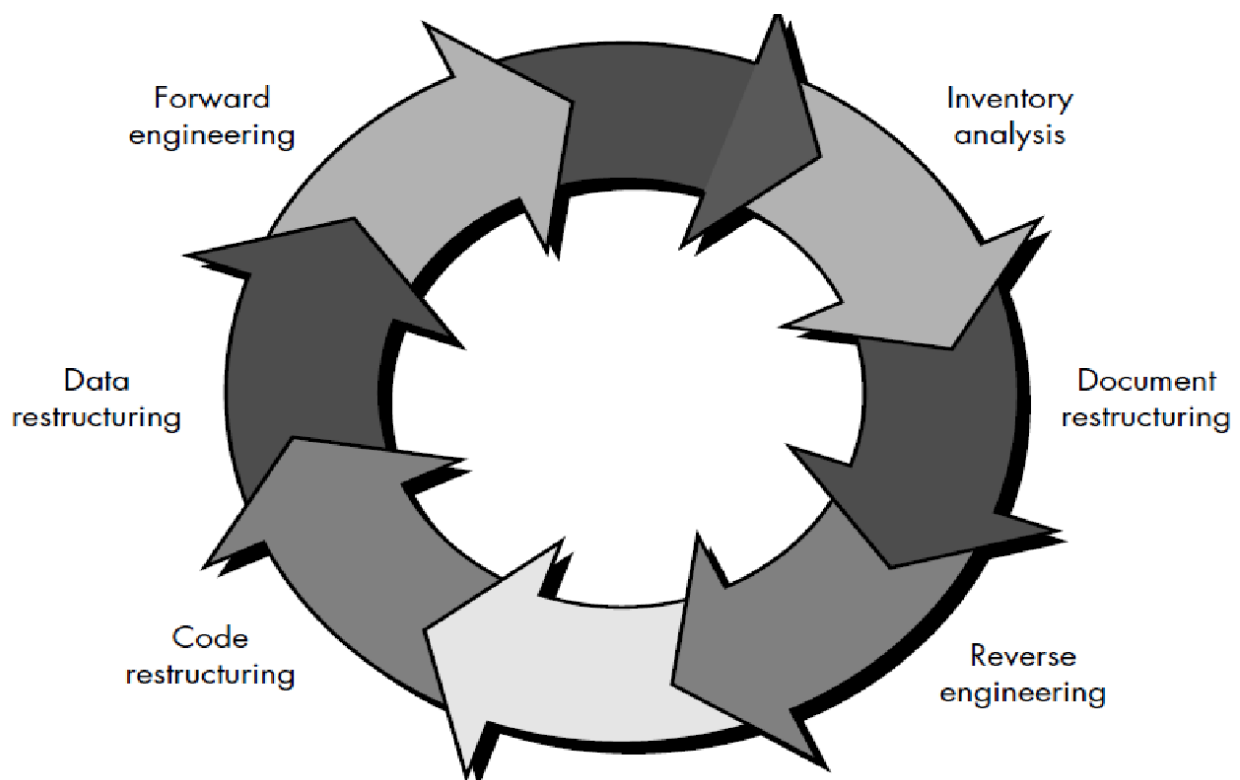 Forward
engineering
Inventory
analysis
Data
restructuring
Document
restructuring
Code
restructuring
Reverse
engineering